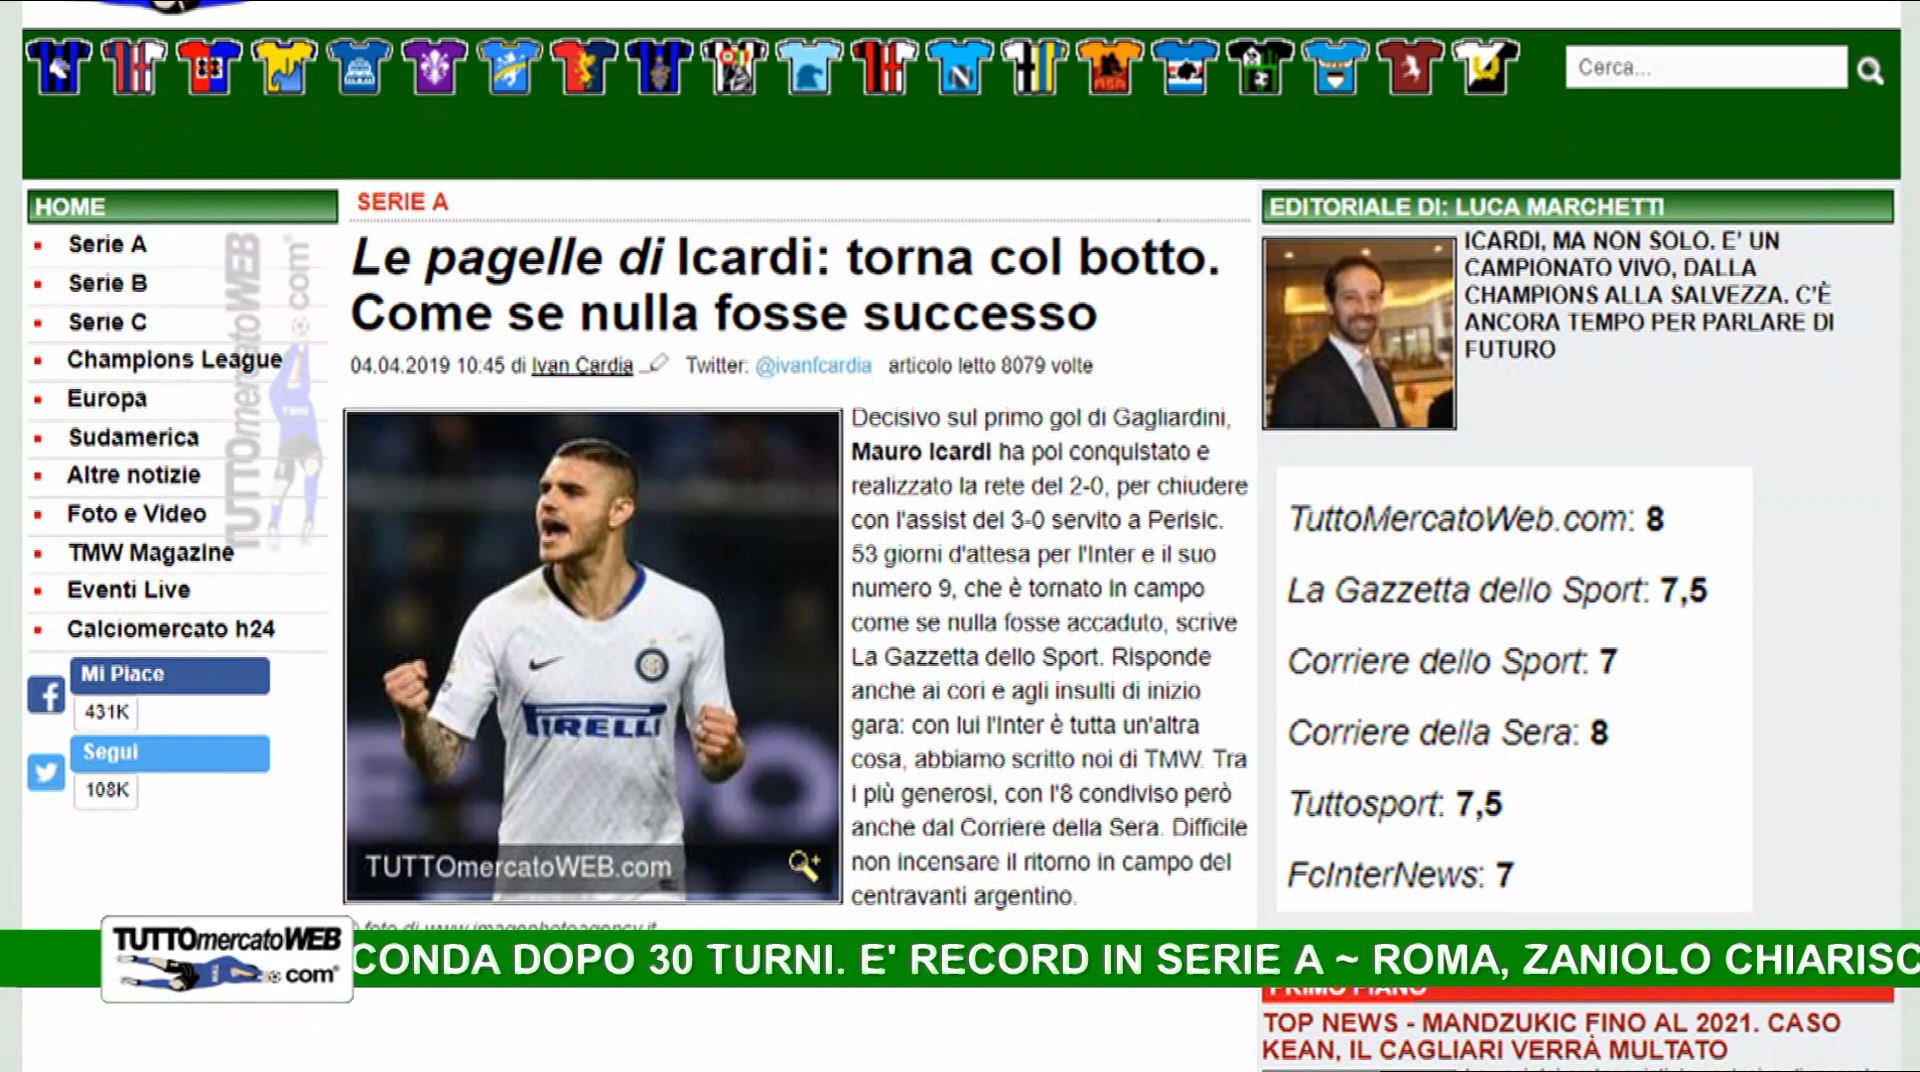 Cerca...
HOME
Serie A
Serie B
Serie C
Champions League
Europa
Sudamerica
Altre notizie
Foto e Video
TMW Magazine
Eventi Live
Calciomercato h24
TUTTOmercatoWEB
.com®
Mi Piace
431K
Segui
108K
SERIE A
Le pagelle di Icardi: torna col botto.
Come se nulla fosse successo
04.04.2019 10:45 di Ivan Cardia Twitter: @ivanfcardia articolo letto 8079 volte
PIRELLI
TUTTOmercatoWEB.com
Decisivo sul primo gol di Gagliardini,
Mauro Icardi ha poi conquistato e
realizzato la rete del 2-0, per chiudere
con l'assist del 3-0 servito a Perisic.
53 giorni d'attesa per l'Inter e il suo
numero 9, che è tornato in campo
come se nulla fosse accaduto, scrive
La Gazzetta dello Sport. Risponde
anche ai cori e agli insulti di inizio
gara: con lui l'Inter è tutta un'altra
cosa, abbiamo scritto noi di TMW. Tra
i più generosi, con l'8 condiviso però
anche dal Corriere della Sera. Difficile
non incensare il ritorno in campo del
centravanti argentino.
foto di www.imagephotoagency.it
EDITORIALE DI: LUCA MARCHETTI
ICARDI, MA NON SOLO. E' UN
CAMPIONATO VIVO, DALLA
CHAMPIONS ALLA SALVEZZA. C'È
ANCORA TEMPO PER PARLARE DI
FUTURO
TuttoMercatoWeb.com: 8
La Gazzetta dello Sport: 7,5
Corriere dello Sport: 7
Corriere della Sera: 8
Tuttosport: 7,5
FcInterNews: 7
TUTTOmercatoWEB
.com®
CONDA DOPO 30 TURNI. E' RECORD IN SERIE A ~ ROMA, ZANIOLO CHIARISC
PRIMO PIANO
TOP NEWS - MANDZUKIC FINO AL 2021. CASO
KEAN, IL CAGLIARI VERRÀ MULTATO